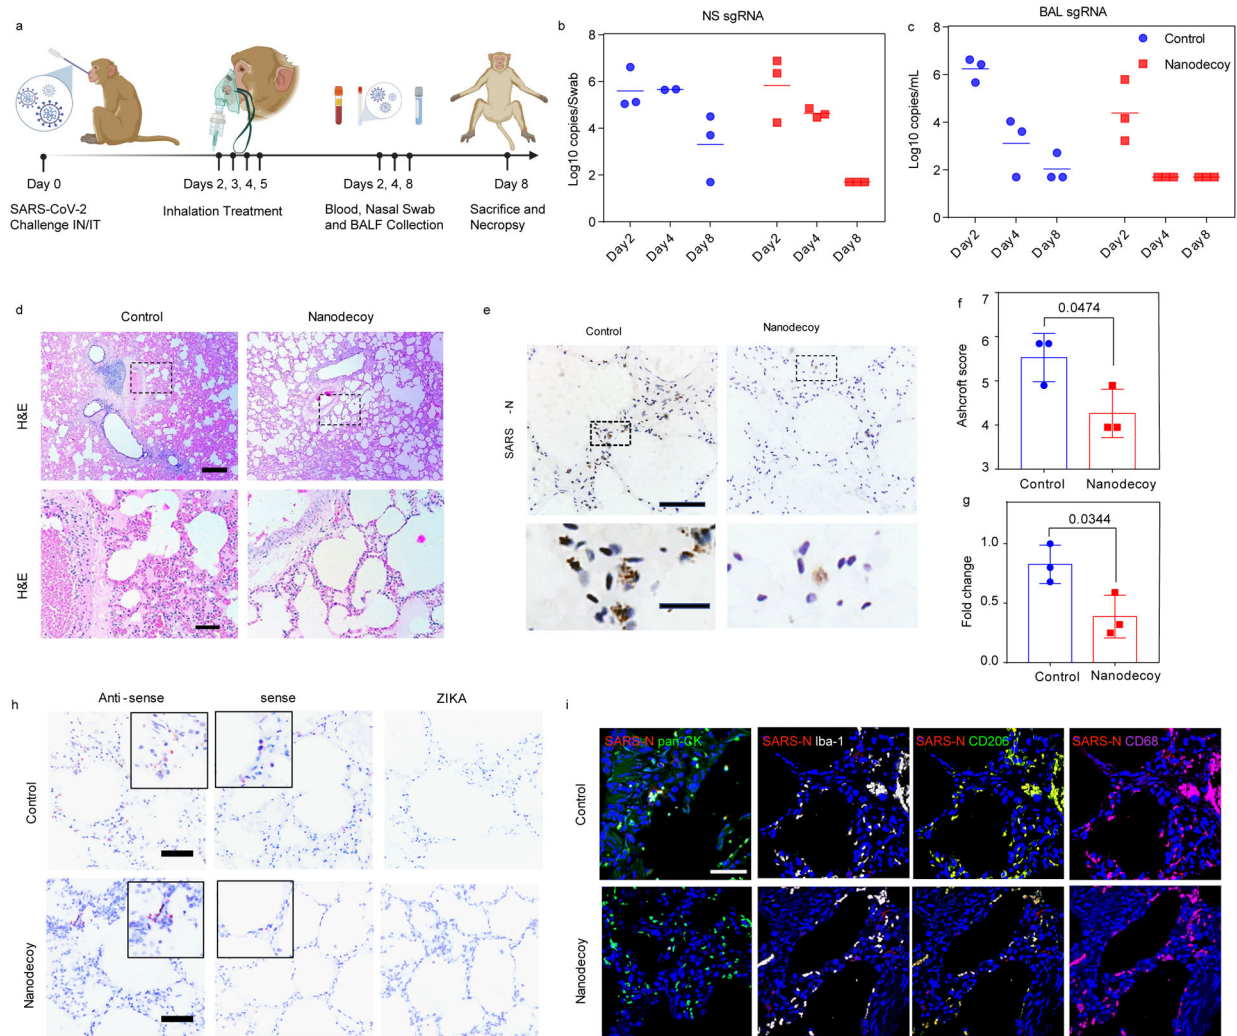 a
Day 0
Days 2, 3, 4, 5
Days 2, 4, 8
Day 8
SARS-CoV-2
Challenge IN/IT
Inhalation Treatment
Blood, Nasal Swab
and BALF Collection
Sacrifice and
Necropsy
b
NS sgRNA
Log10 copies/Swab
8
6
4
2
0
Day2
Day4
Day8
Day2
Day4
Day8
c
BAL sgRNA
Log10 copies/mL
8
6
4
2
0
Day2
Day4
Day8
Day2
Day4
Day8
Control
Nanodecoy
d
Control
Nanodecoy
H&E
H&E
e
Control
Nanodecoy
SARS -N
f
Ashcroft score
7
6
5
4
3
0.0474
Control
Nanodecoy
g
Fold change
1.0
0.5
0.0
0.0344
Control
Nanodecoy
h
Anti-sense
sense
ZIKA
Control
Nanodecoy
i
SARS-N pan-CK
SARS-N Iba-1
SARS-N CD206
SARS-N CD68
Control
Nanodecoy